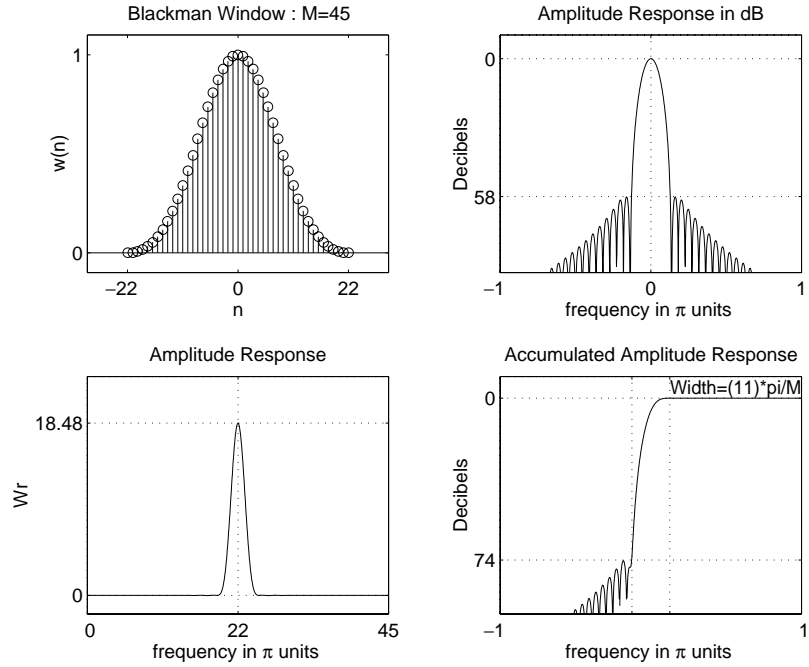 Blackman Window : M=45
1
w(n)
0
−22
0
22
n
Amplitude Response in dB
0
Decibels
58
−1
0
1
frequency in π units
Amplitude Response
18.48
Wr
0
0
22
45
frequency in π units
Accumulated Amplitude Response
Width=(11)*pi/M
0
Decibels
74
−1
1
frequency in π units